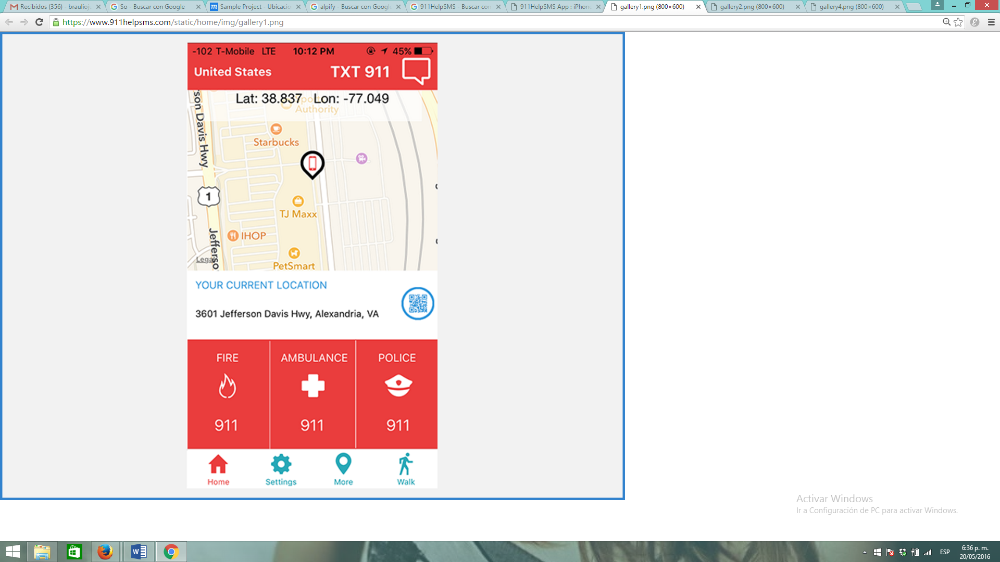 Recibidos (356) - braulioju
So - Buscar con Google
Sample Project - Ubicacio
alpify - Buscar con Google
911HelpSMS - Buscar con
911HelpSMS App : iPhone
gallery1.png (800×600)
gallery2.png (800×600)
gallery4.png (800×600)
https://www.911helpsms.com/static/home/img/gallery1.png
-102 T-Mobile LTE 10:12 PM 45%
United States TXT 911
Lat: 38.837 Lon: -77.049
Authority
rson Davis Hwy
Starbucks
1
TJ Maxx
IHOP
Jefferso
Legal
PetSmart
YOUR CURRENT LOCATION
3601 Jefferson Davis Hwy, Alexandria, VA
FIRE AMBULANCE POLICE
911 911 911
Home Settings More Walk
Activar Windows
Ir a Configuración de PC para activar Windows.
ESP
6:36 p. m.
20/05/2016